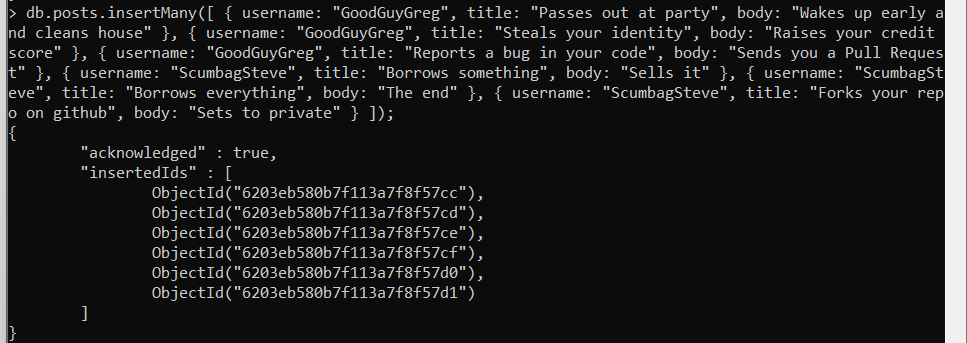 > db.posts.insertMany([ { username: "GoodGuyGreg", title: "Passes out at party", body: "Wakes up early a
nd cleans house" }, { username: "GoodGuyGreg", title: "Steals your identity", body: "Raises your credit
score" }, { username: "GoodGuyGreg", title: "Reports a bug in your code", body: "Sends you a Pull Reques
t" }, { username: "ScumbagSteve", title: "Borrows something", body: "Sells it" }, { username: "ScumbagSt
eve", title: "Borrows everything", body: "The end" }, { username: "ScumbagSteve", title: "Forks your rep
o on github", body: "Sets to private" } ]);
{
        "acknowledged" : true,
        "insertedIds" : [
                ObjectId("6203eb580b7f113a7f8f57cc"),
                ObjectId("6203eb580b7f113a7f8f57cd"),
                ObjectId("6203eb580b7f113a7f8f57ce"),
                ObjectId("6203eb580b7f113a7f8f57cf"),
                ObjectId("6203eb580b7f113a7f8f57d0"),
                ObjectId("6203eb580b7f113a7f8f57d1")
        ]
}